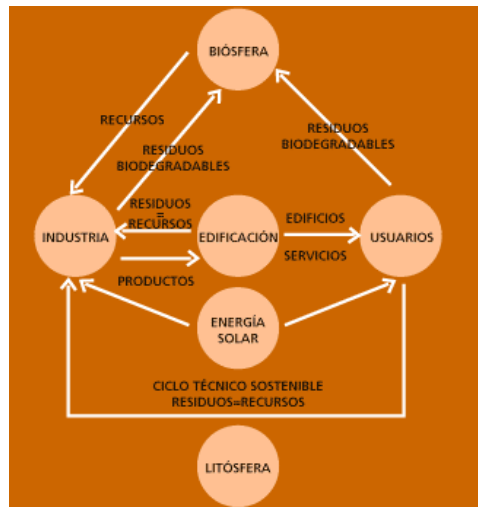 BIÓSFERA
RECURSOS
RESIDUOS
BIODEGRADABLES
RESIDUOS
BIODEGRADABLES
RESIDUOS
=
RECURSOS
INDUSTRIA
EDIFICACIÓN
EDIFICIOS
SERVICIOS
USUARIOS
PRODUCTOS
ENERGÍA
SOLAR
CICLO TÉCNICO SOSTENIBLE
RESIDUOS=RECURSOS
LITÓSFERA